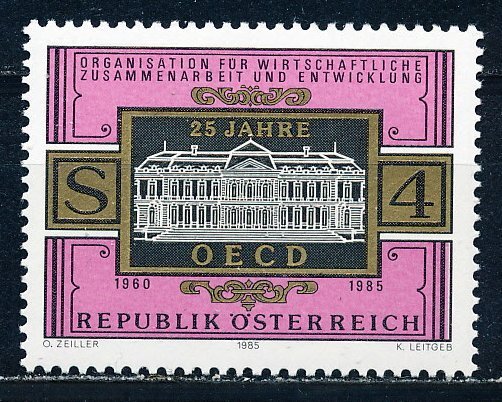 ORGANISATION FÜR WIRTSCHAFTLICHE
ZUSAMMENARBEIT UND ENTWICKLUNG
25 JAHRE
S 4
OECD
1960 1985
REPUBLIK ÖSTERREICH
O. ZEILLER 1985 K. LEITGEB